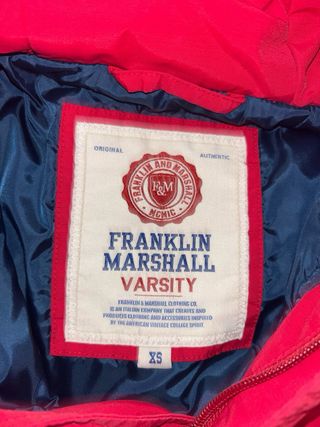 ORIGINAL AUTHENTIC
FRANKLIN AND MARSHALL
F&M
MCMIC
FRANKLIN
MARSHALL
VARSITY
FRANKLIN & MARSHALL CLOTHING CO.
IS AN ITALIAN COMPANY THAT CREATES AND
PRODUCES CLOTHING AND ACCESSORIES INSPIRED
BY THE AMERICAN VINTAGE COLLEGE SPIRIT.
XS